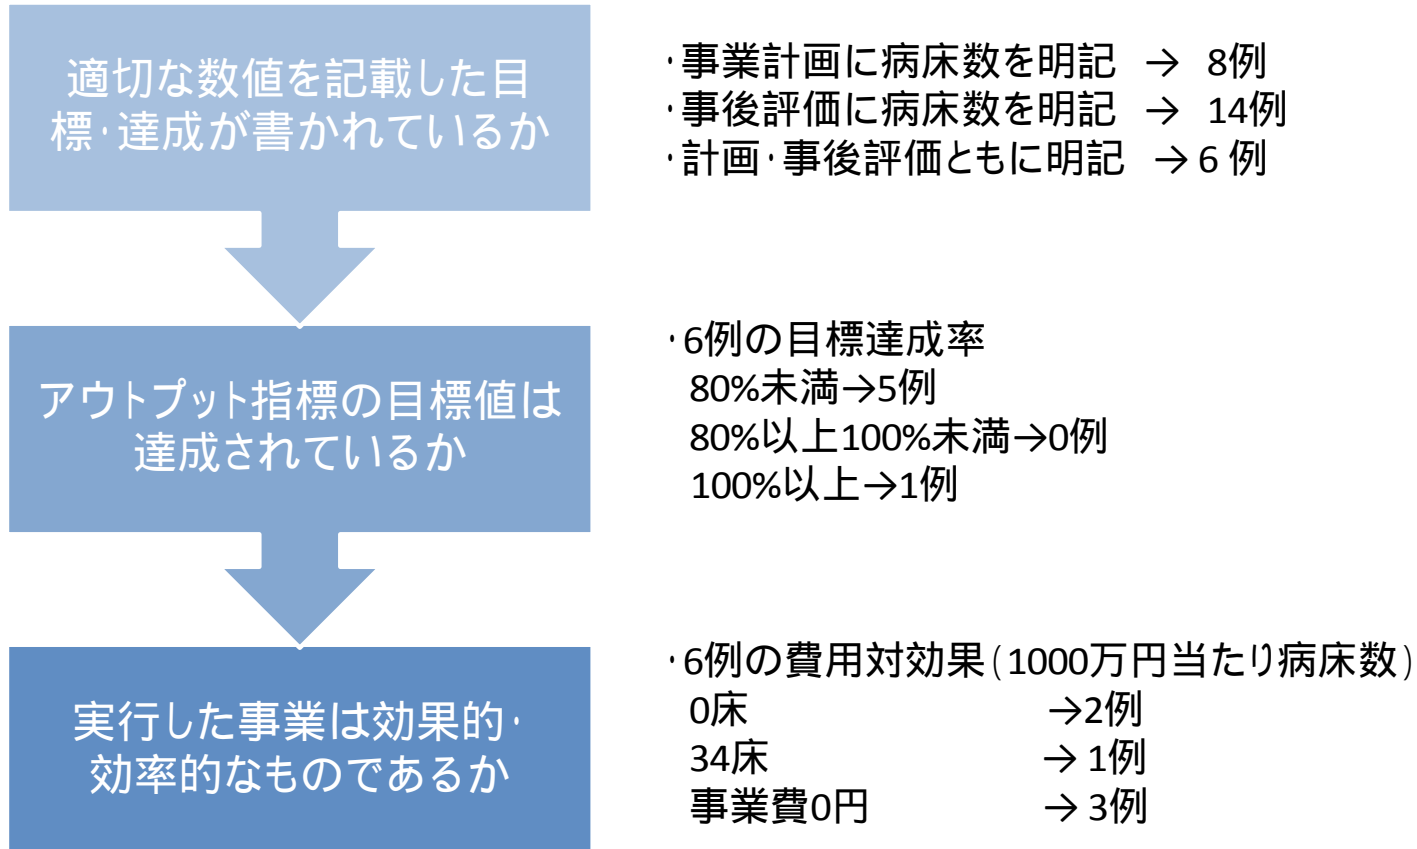 適切な数値を記載した目
標・達成が書かれているか
・事業計画に病床数を明記 → 8例
・事後評価に病床数を明記 → 14例
・計画・事後評価ともに明記 → 6 例
アウトプット指標の目標値は
達成されているか
・6例の目標達成率
80%未満→5例
80%以上100%未満→0例
100%以上→1例
実行した事業は効果的・
効率的なものであるか
・6例の費用対効果(1000万円当たり病床数)
0床 →2例
34床 → 1例
事業費0円 → 3例